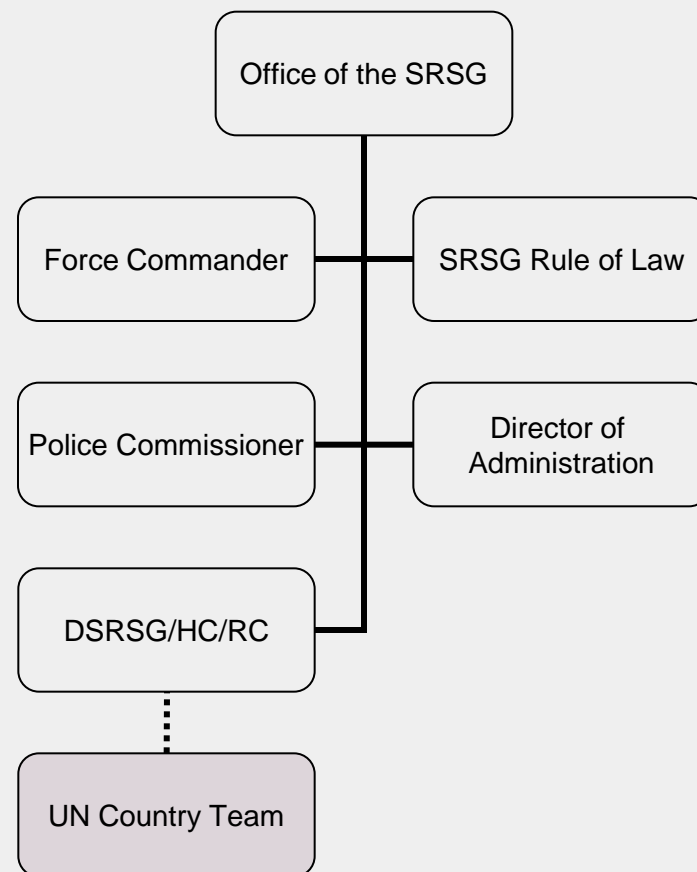 Office of the SRSG
Force Commander
SRSG Rule of Law
Police Commissioner
Director of
Administration
DSRSG/HC/RC
UN Country Team